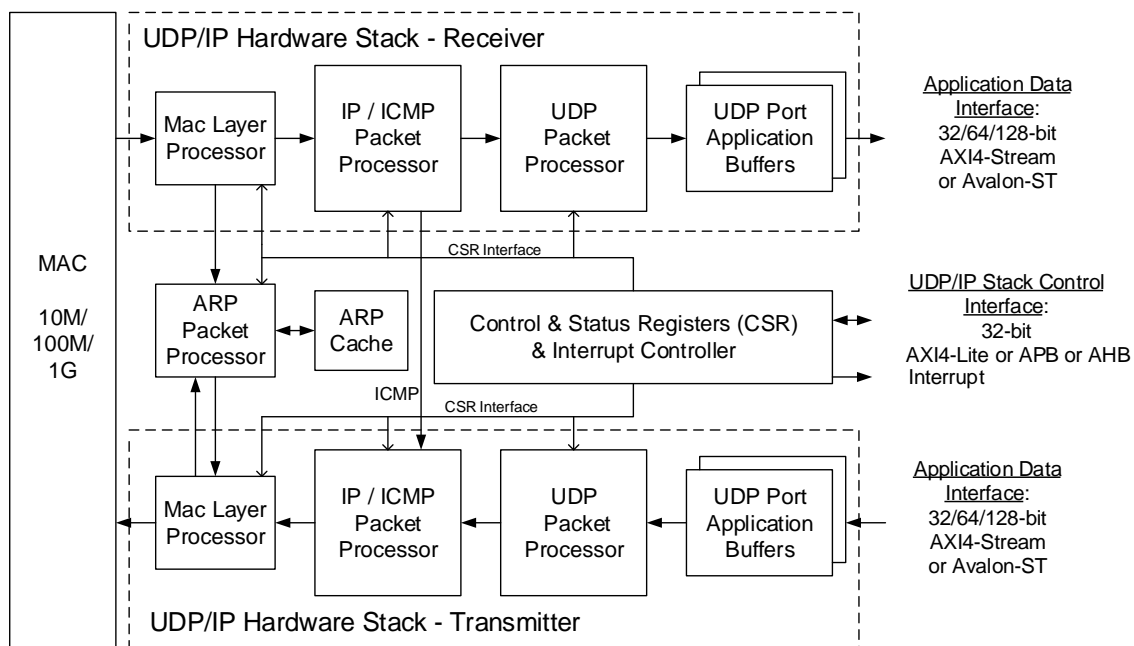 UDP/IP Hardware Stack - Receiver
Mac Layer
Processor
IP / ICMP
Packet
Processor
UDP
Packet
Processor
UDP Port
Application
Buffers
Application Data
Interface:
32/64/128-bit
AXI4-Stream
or Avalon-ST
MAC
10M/
100M/
1G
CSR Interface
ARP
Packet
Processor
ARP
Cache
Control & Status Registers (CSR)
& Interrupt Controller
UDP/IP Stack Control
Interface:
32-bit
AXI4-Lite or APB or AHB
Interrupt
ICMP
CSR Interface
Mac Layer
Processor
IP / ICMP
Packet
Processor
UDP
Packet
Processor
UDP Port
Application
Buffers
Application Data
Interface:
32/64/128-bit
AXI4-Stream
or Avalon-ST
UDP/IP Hardware Stack - Transmitter